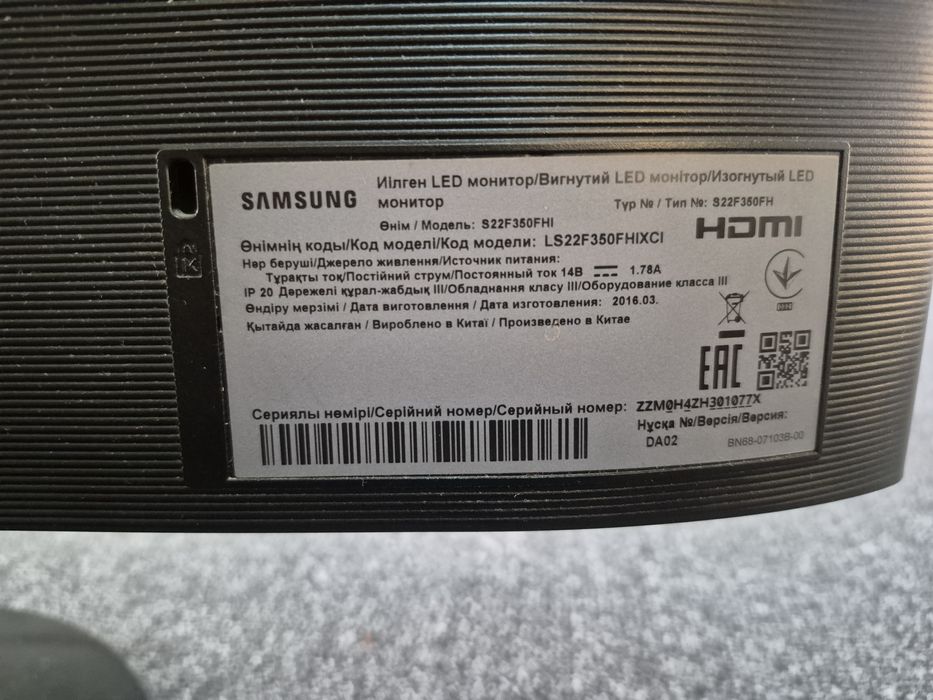 SAMSUNG
Иілген LED монитор/Вигнутий LED монітор/Изогнутый LED
монитор
Түр № / Тип №: S22F350FH
Өнім / Модель: S22F350FHI
HDMI
Өнімнің коды/Код моделі/Код модели: LS22F350FHIXCI
Нәр беруші/Джерело живлення/Источник питания:
Тұрақты тоқ/Постійний струм/Постоянный ток 14В 1.78А
IP 20 Дәрежелі құрал-жабдық III/Обладнання класу III/Оборудование класса III
Өндіру мерзімі / Дата виготовлення / Дата изготовления: 2016.03.
Қытайда жасалған / Вироблено в Китаї / Произведено в Китае
EAC
Сериялы немірі/Серійний номер/Серийный номер: ZZM0H4ZH301077X
Нұсқа №/Версія/Версия:
DA02
BN68-07103B-00